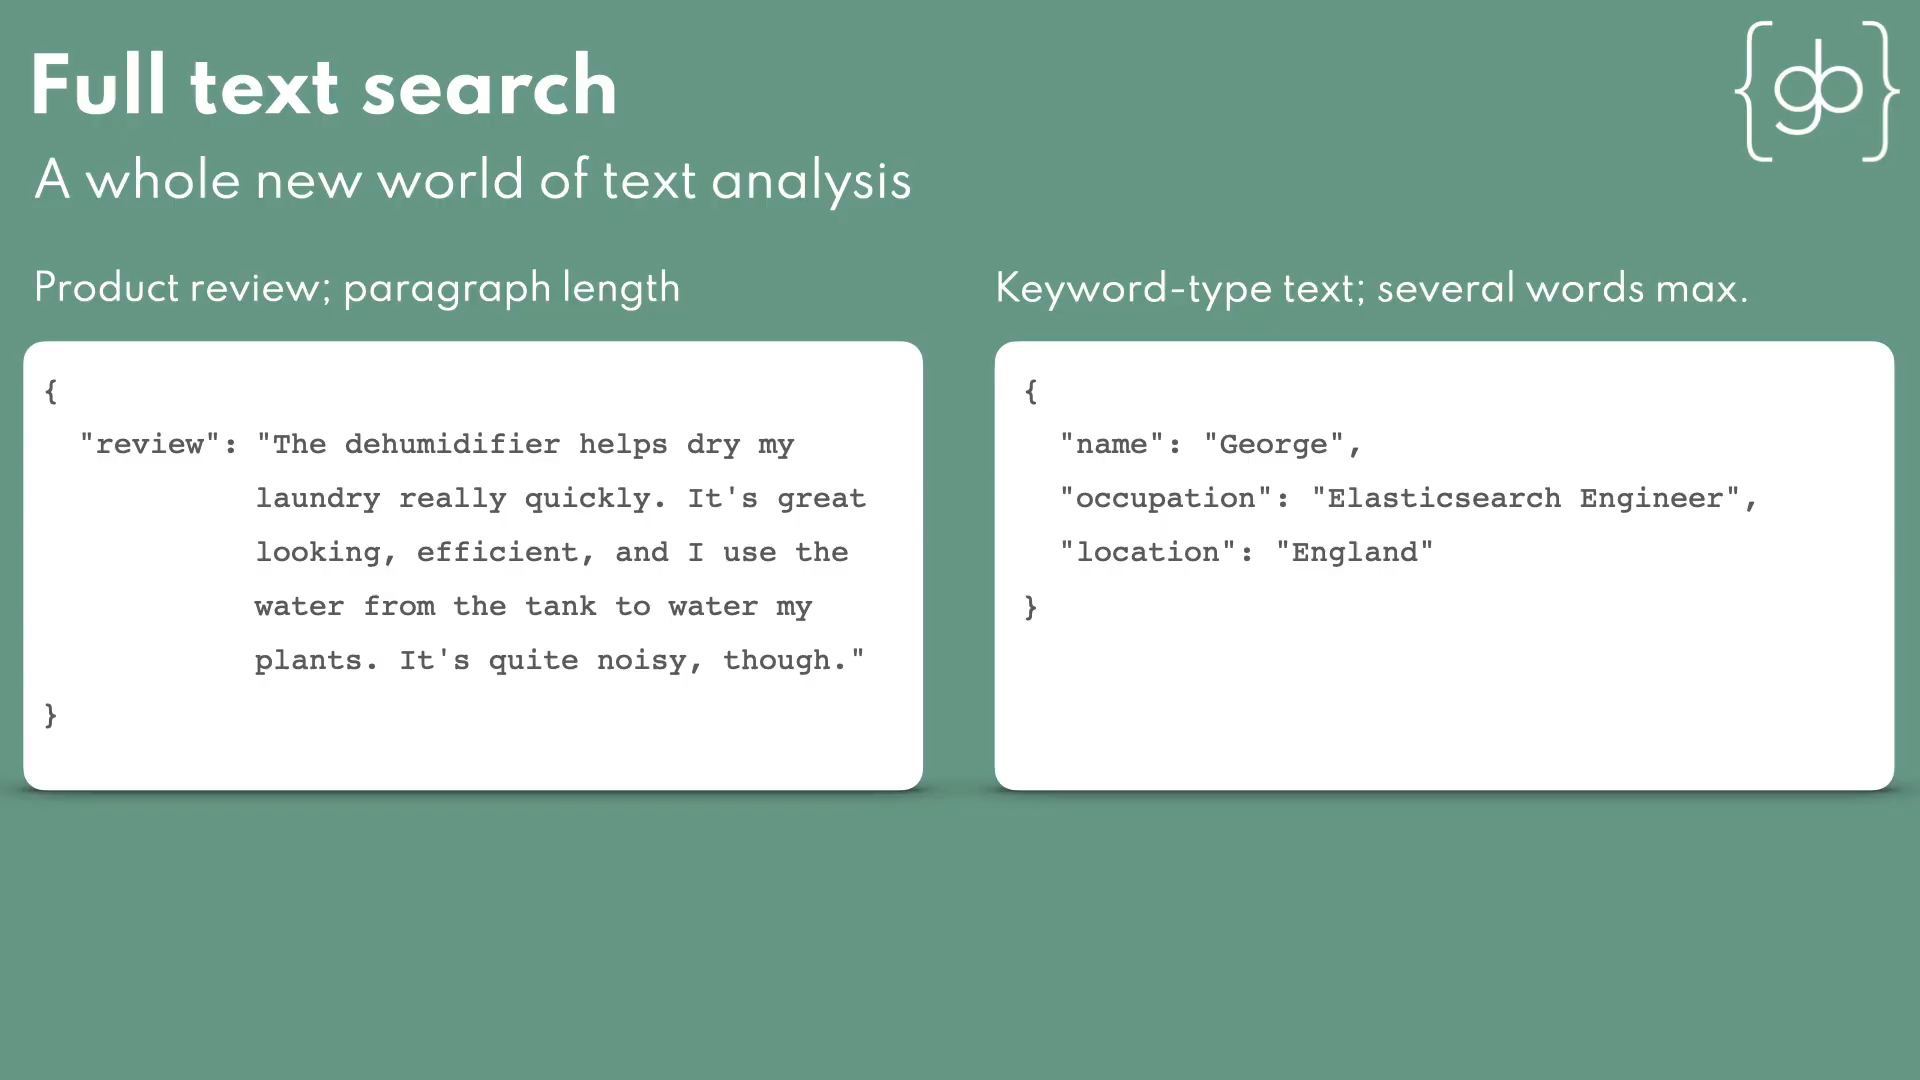 Full text search
{gb}
A whole new world of text analysis
Product review; paragraph length
{
"review": "The dehumidifier helps dry my
laundry really quickly. It's great
looking, efficient, and I use the
water from the tank to water my
plants. It's quite noisy, though."
}
Keyword-type text; several words max.
{
"name": "George",
"occupation": "Elasticsearch Engineer",
"location": "England"
}